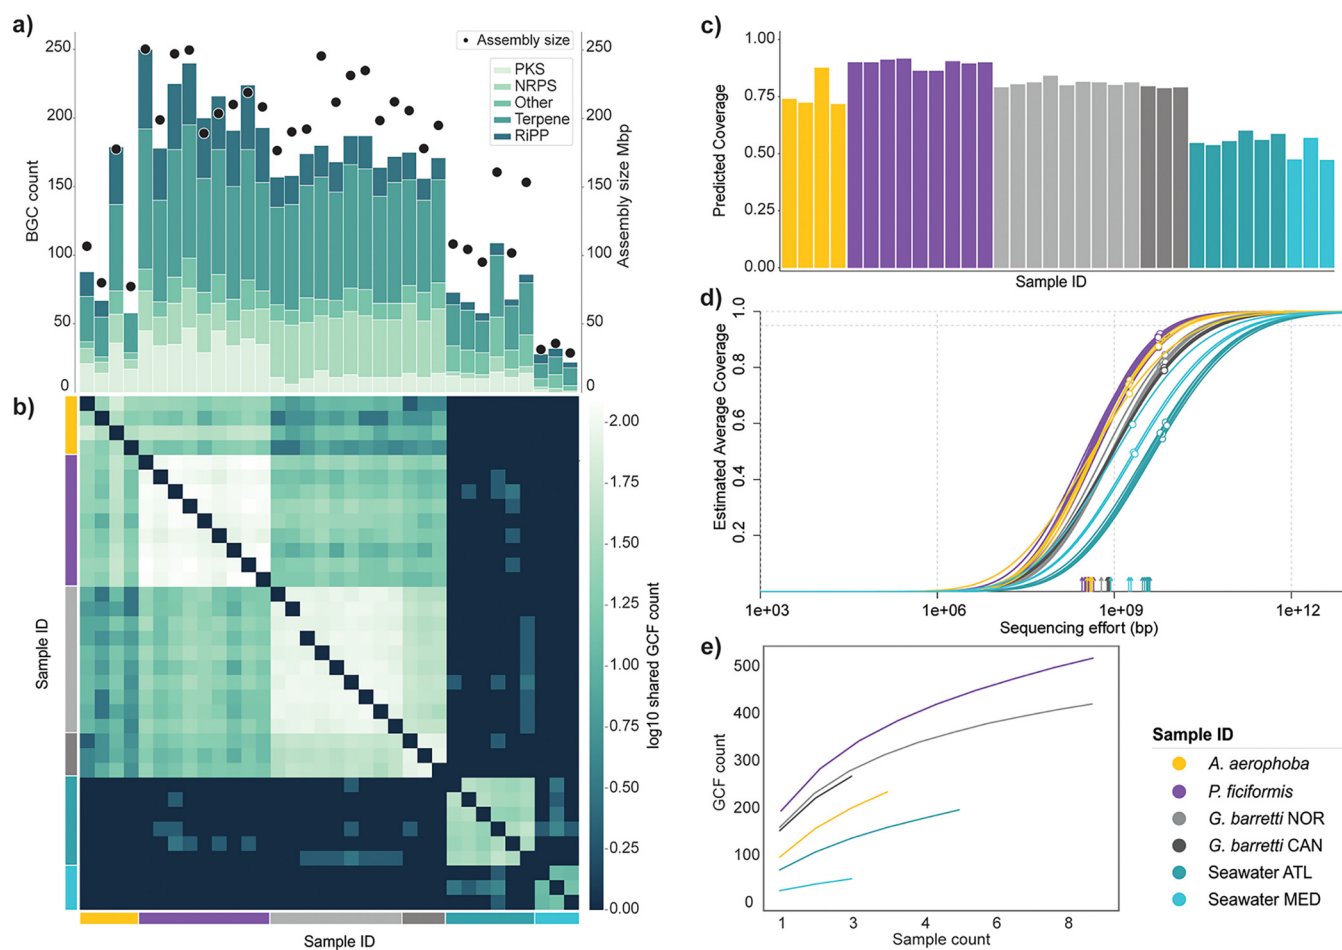 a)
250
200
150
100
50
0
BGC count
Assembly size
PKS
NRPS
Other
Terpene
RiPP
250
200
150
100
50
0
Assembly size Mbp
b)
Sample ID
Sample ID
2.00
1.75
1.50
1.25
1.00
0.75
0.50
0.25
0.00
log10 shared GCF count
c)
1.00
0.75
0.50
0.25
0.00
Predicted Coverage
Sample ID
d)
1.0
0.8
0.6
0.4
0.2
Estimated Average Coverage
1e+03
1e+06
1e+09
1e+12
Sequencing effort (bp)
e)
500
400
300
200
100
0
GCF count
1
3
4
6
8
Sample count
Sample ID
A. aerophoba
P. ficiformis
G. barretti NOR
G. barretti CAN
Seawater ATL
Seawater MED